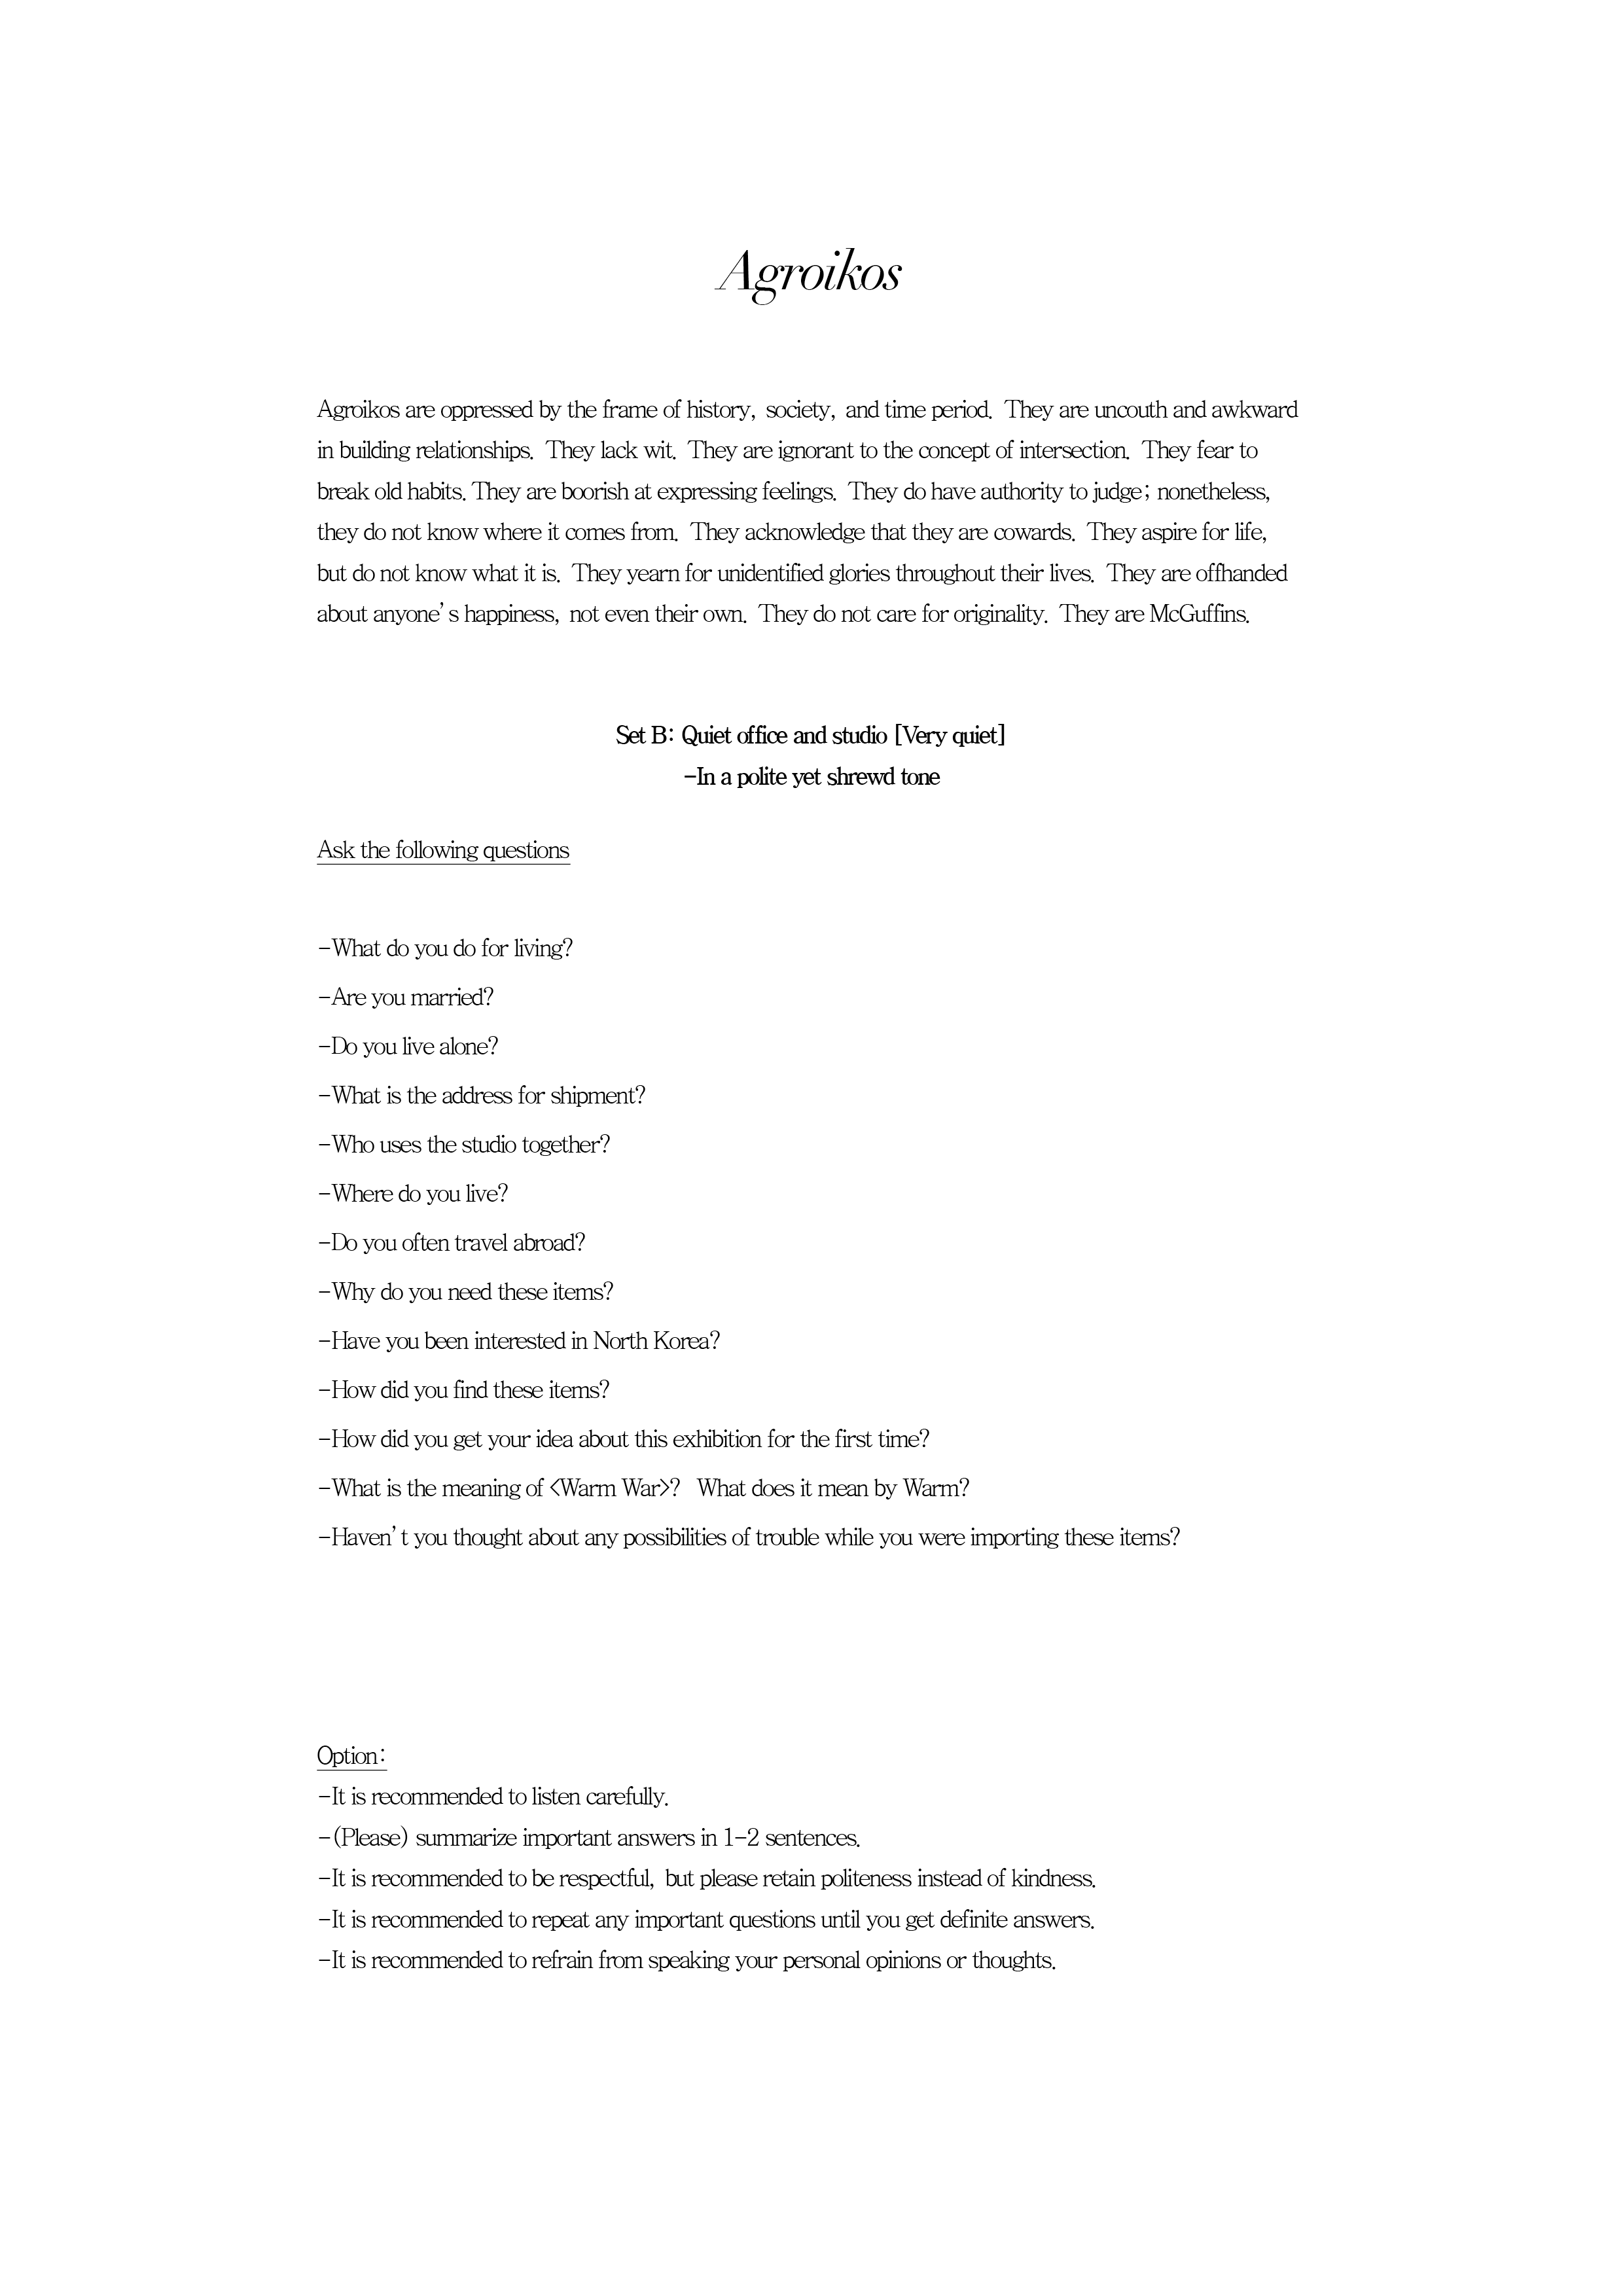 Agroikos
Agroikos are oppressed by the frame of history, society, and time period. They are uncouth and awkward
in building relationships. They lack wit. They are ignorant to the concept of intersection. They fear to
break old habits. They are boorish at expressing feelings. They do have authority to judge; nonetheless,
they do not know where it comes from. They acknowledge that they are cowards. They aspire for life,
but do not know what it is. They yearn for unidentified glories throughout their lives. They are offhanded
about anyone’s happiness, not even their own. They do not care for originality. They are McGuffins.
Set B: Quiet office and studio [Very quiet]
-In a polite yet shrewd tone
Ask the following questions
-What do you do for living?
-Are you married?
-Do you live alone?
-What is the address for shipment?
-Who uses the studio together?
-Where do you live?
-Do you often travel abroad?
-Why do you need these items?
-Have you been interested in North Korea?
-How did you find these items?
-How did you get your idea about this exhibition for the first time?
-What is the meaning of <Warm War>? What does it mean by Warm?
-Haven’t you thought about any possibilities of trouble while you were importing these items?
Option:
-It is recommended to listen carefully.
-(Please) summarize important answers in 1-2 sentences.
-It is recommended to be respectful, but please retain politeness instead of kindness.
-It is recommended to repeat any important questions until you get definite answers.
-It is recommended to refrain from speaking your personal opinions or thoughts.